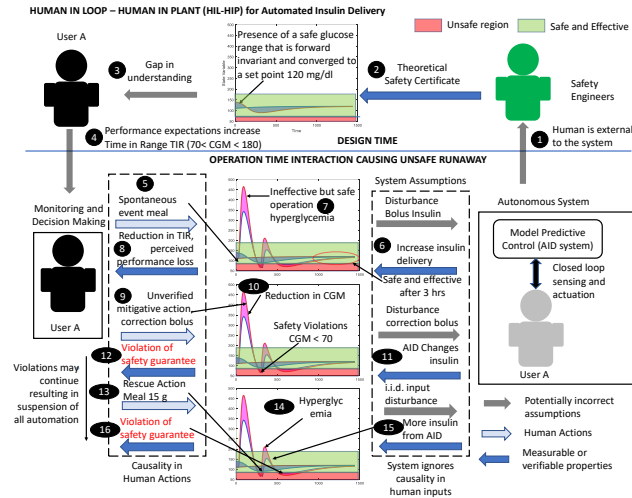 HUMAN IN LOOP – HUMAN IN PLANT (HIL-HIP) for Automated Insulin Delivery
Unsafe region
Safe and Effective
User A
Presence of a safe glucose
range that is forward
invariant and converged to
a set point 120 mg/dl
Time
3
Gap in
understanding
2
Theoretical
Safety Certificate
Safety
Engineers
4
Performance expectations increase
Time in Range TIR (70< CGM < 180)
DESIGN TIME
1
Human is external
to the system
OPERATION TIME INTERACTION CAUSING UNSAFE RUNAWAY
Monitoring and
Decision Making
User A
5
Spontaneous
event meal
8
Reduction in TIR,
perceived
performance loss
9
Unverified
mitigative action
correction bolus
12
Violation of
safety guarantee
13
Rescue Action
Meal 15 g
16
Violation of
safety guarantee
Causality in
Human Actions
Violations may
continue
resulting in
suspension of
all automation
Ineffective but safe
operation
hyperglycemia
7
Safe and effective
after 3 hrs
10
Reduction in CGM
Safety Violations
CGM < 70
14
Hyperglyc
emia
System Assumptions
Disturbance
Bolus Insulin
6
Increase insulin
delivery
Disturbance
correction bolus
11
AID Changes
insulin
i.i.d. input
disturbance
15
More insulin
from AID
System ignores
causality in
human inputs
Autonomous System
Model Predictive
Control (AID system)
Closed loop
sensing and
actuation
User A
Potentially incorrect
assumptions
Human Actions
Measurable or
verifiable properties